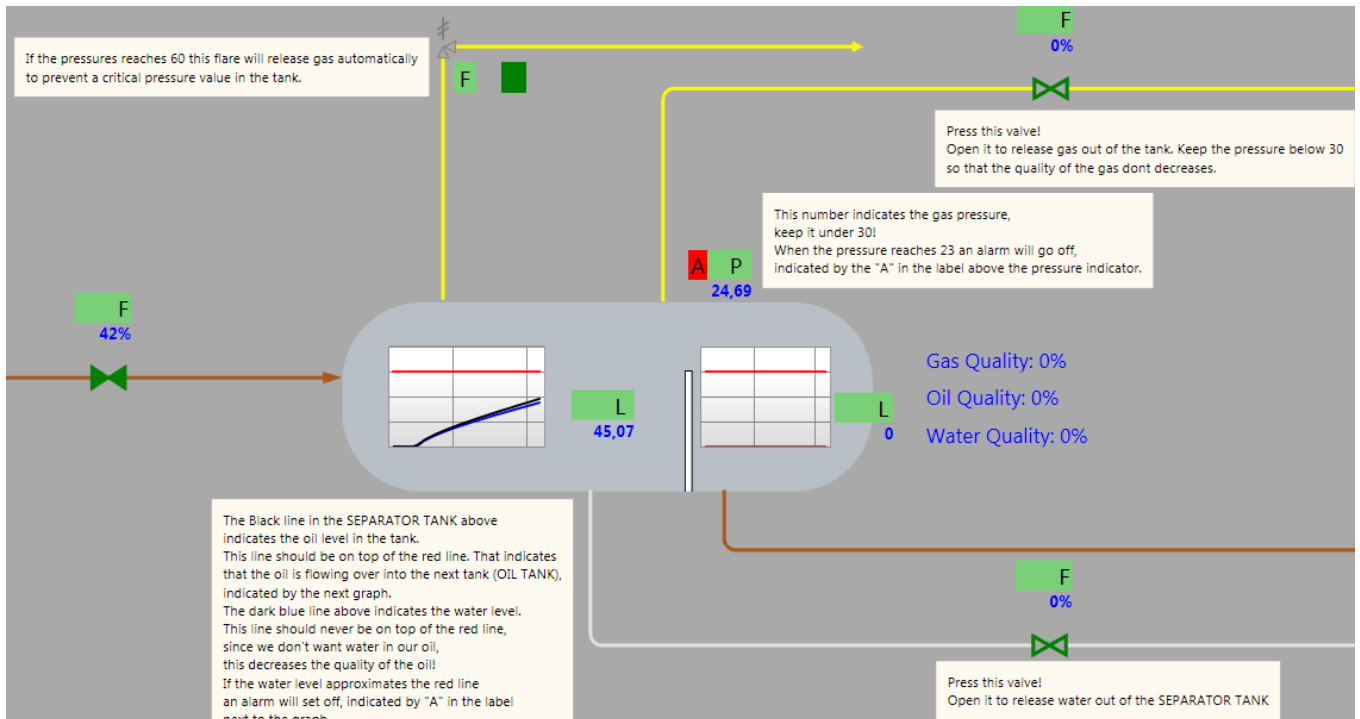 If the pressures reaches 60 this flare will release gas automatically
to prevent a critical pressure value in the tank.
F
F
0%
Press this valve!
Open it to release gas out of the tank. Keep the pressure below 30
so that the quality of the gas dont decreases.
This number indicates the gas pressure,
keep it under 30!
When the pressure reaches 23 an alarm will go off,
indicated by the "A" in the label above the pressure indicator.
A P
24,69
F
42%
L
45,07
L
0
Gas Quality: 0%
Oil Quality: 0%
Water Quality: 0%
The Black line in the SEPARATOR TANK above
indicates the oil level in the tank.
This line should be on top of the red line. That indicates
that the oil is flowing over into the next tank (OIL TANK),
indicated by the next graph.
The dark blue line above indicates the water level.
This line should never be on top of the red line,
since we don't want water in our oil,
this decreases the quality of the oil!
If the water level approximates the red line
an alarm will set off, indicated by "A" in the label
next to the graph.
F
0%
Press this valve!
Open it to release water out of the SEPARATOR TANK